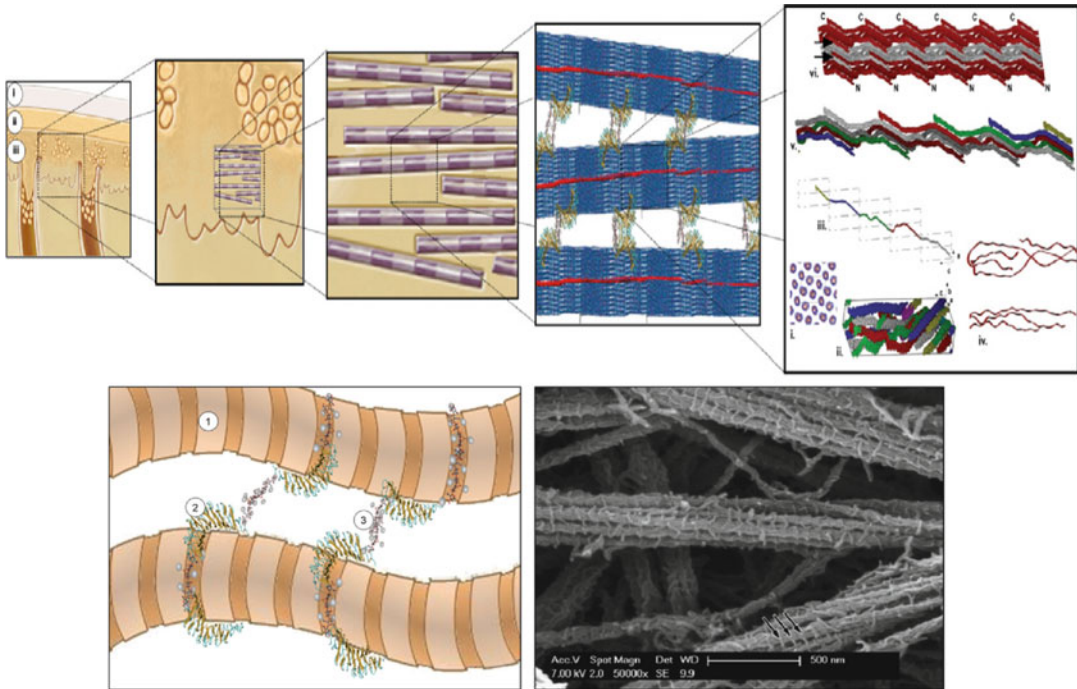 i
ii
iii
C C C C C C
vi.
N N N N N N
v.
iii.
i.
ii.
iv.
1
2
3
Acc.V Spot Magn Det WD
7.00 kV 2.0 50000x SE 9.9
500 nm